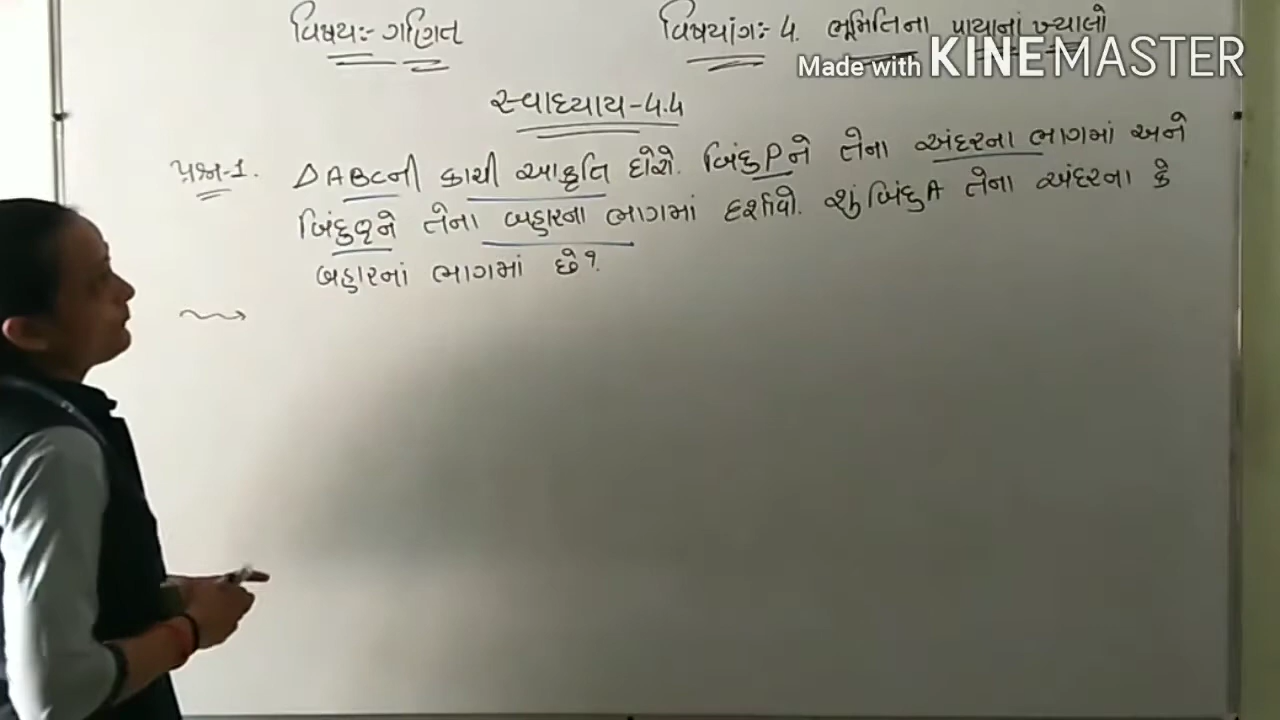 વિષયઃ- ગણિત
વિષયાંગઃ- 4. ભૂમિતિના પાયાનાં ખ્યાલો
Made with KINEMASTER
સ્વાધ્યાય-4.4
પ્રશ્ન-1. ΔABCની કાચી આકૃતિ દોરો. બિંદુ Pને તેના અંદરના ભાગમાં અને
બિંદુ Qને તેના બહારના ભાગમાં દર્શાવો. શું બિંદુ A તેના અંદરના કે
બહારનાં ભાગમાં છે?